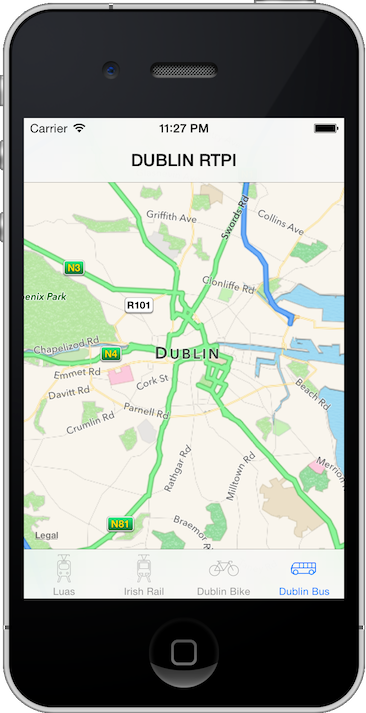 Carrier 11:27 PM
DUBLIN RTPI
Griffith Ave
Swords Rd
Collins Ave
N3
Clonliffe Rd
enix Park
R101
Chapelizod Rd
N4
DUBLIN
Emmet Rd
Cork St
Davitt Rd
Beach Rd
Parnell Rd
Crumlin Rd
Rathgar Rd
Milltown Rd
Merrion
N81
Braemor
Legal
Luas Irish Rail Dublin Bike Dublin Bus